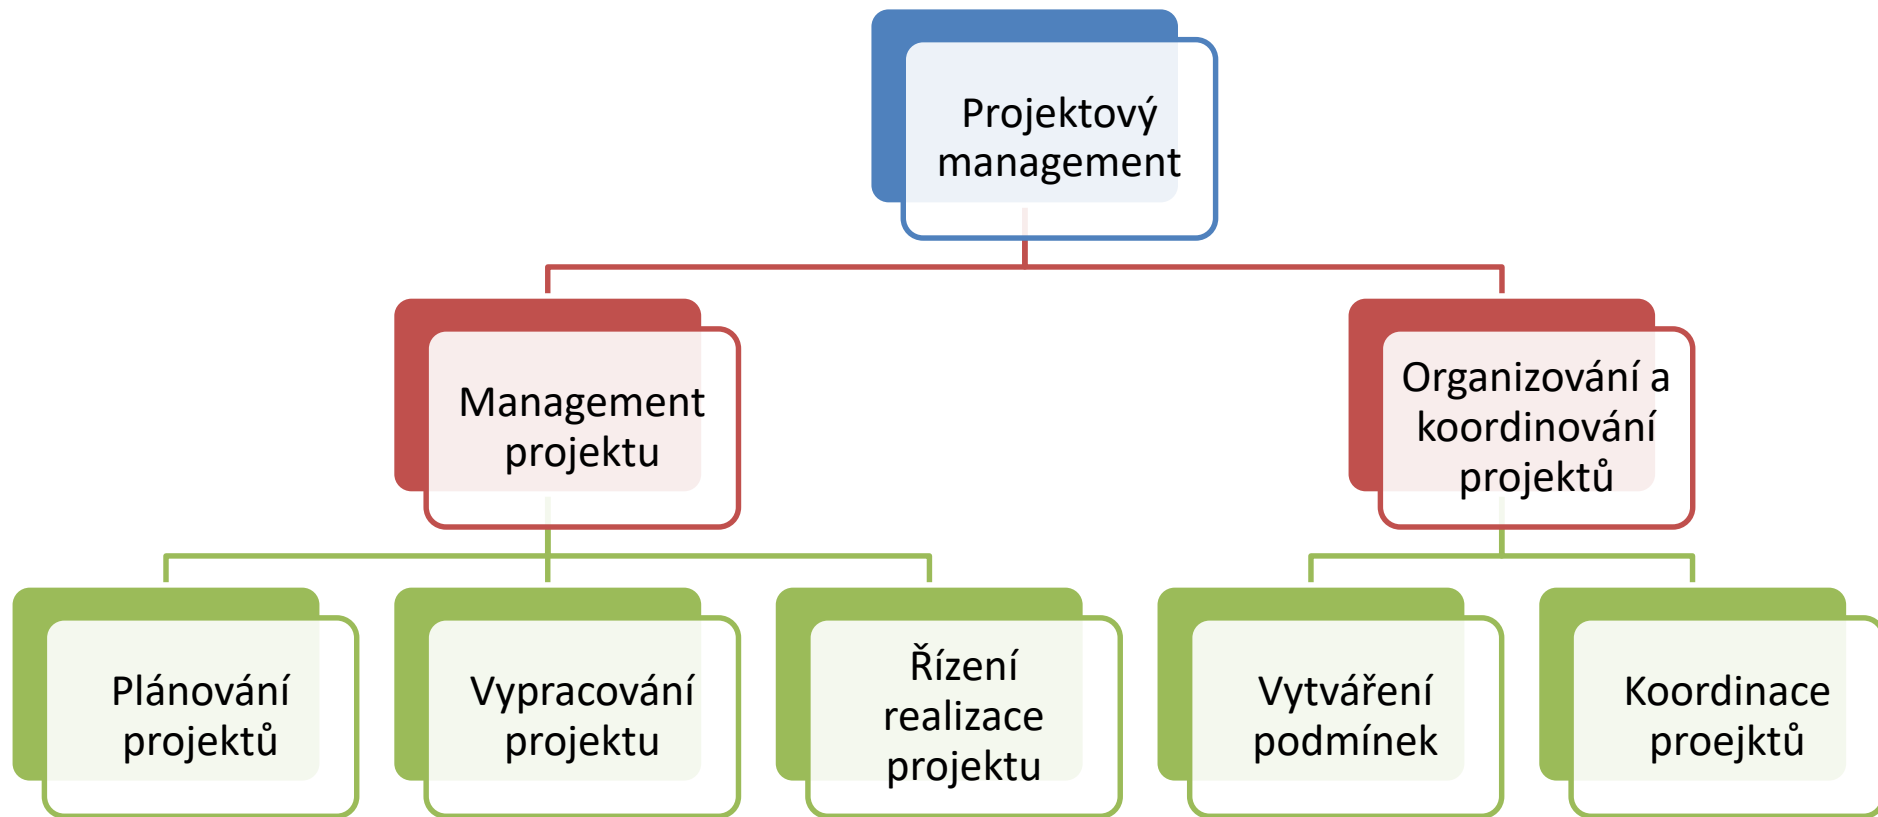 Projektový
management
Management
projektu
Organizování a
koordinování
projektů
Plánování
projektů
Vypracování
projektu
Řízení
realizace
projektu
Vytváření
podmínek
Koordinace
proejktů